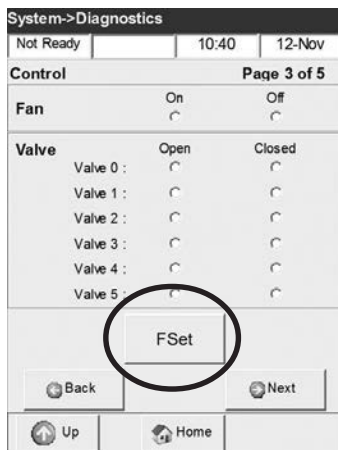 System->Diagnostics
Not Ready 10:40 12-Nov
Control Page 3 of 5
On Off
Fan
Valve Open Closed
Valve 0 :
Valve 1 :
Valve 2 :
Valve 3 :
Valve 4 :
Valve 5 :
FSet
Back Next
Up Home